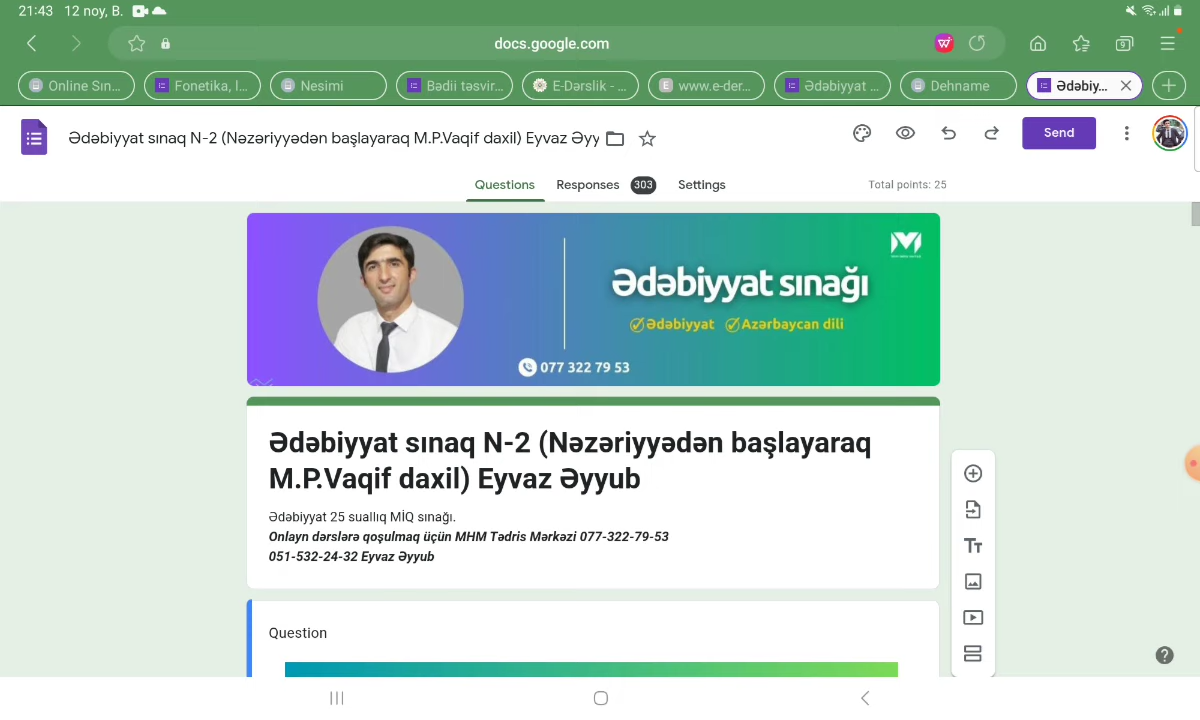 21:43 12 noy, B.
docs.google.com
9
Online Sın...
Fonetika, l...
Nesimi
Bədii təsvir...
E-Dərslik - ...
www.e-der...
Ədəbiyyat ...
Dehname
Ədəbiy...
Ədəbiyyat sınaq N-2 (Nəzəriyyədən başlayaraq M.P.Vaqif daxil) Eyvaz Əyy
Send
Questions
Responses 303
Settings
Total points: 25
Ədəbiyyat sınağı
Ədəbiyyat Azərbaycan dili
077 322 79 53
Ədəbiyyat sınaq N-2 (Nəzəriyyədən başlayaraq
M.P.Vaqif daxil) Eyvaz Əyyub
Ədəbiyyat 25 suallıq MİQ sınağı.
Onlayn dərslərə qoşulmaq üçün MHM Tədris Mərkəzi 077-322-79-53
051-532-24-32 Eyvaz Əyyub
Question